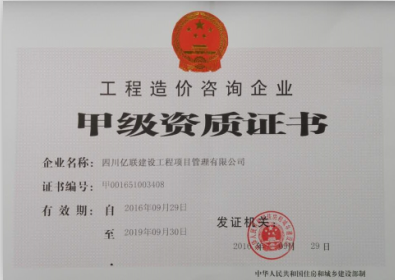 工程造价咨询企业
甲级资质证书
企业名称：四川亿联建设工程项目管理有限公司
证书编号：甲001651003408
有效期：自 2016年09月29日
至 2019年09月30日
发证机关：
29日
中华人民共和国住房和城乡建设部制